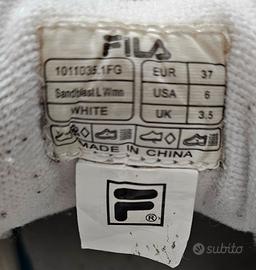 FILA
1011035.1FG EUR 37
Sandblast L Wmn USA 6
WHITE UK 3.5
MADE IN CHINA
F
®
subito